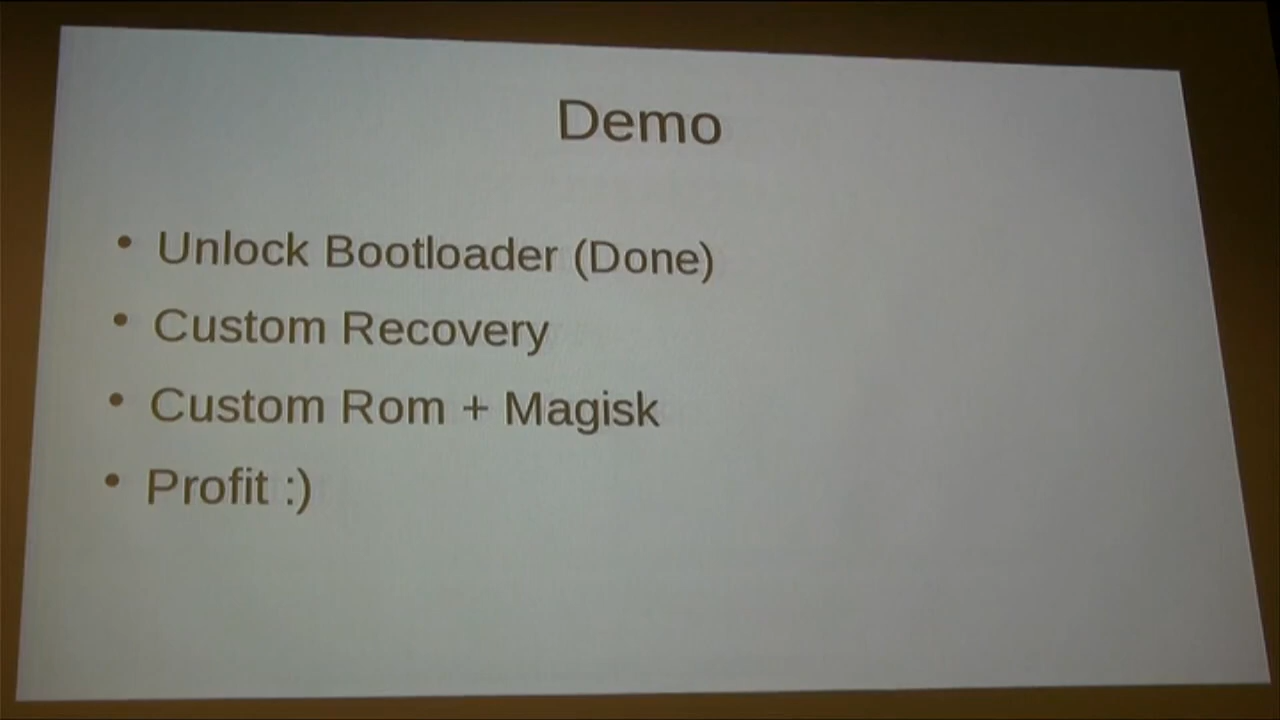 Demo
• Unlock Bootloader (Done)
• Custom Recovery
• Custom Rom + Magisk
• Profit :)